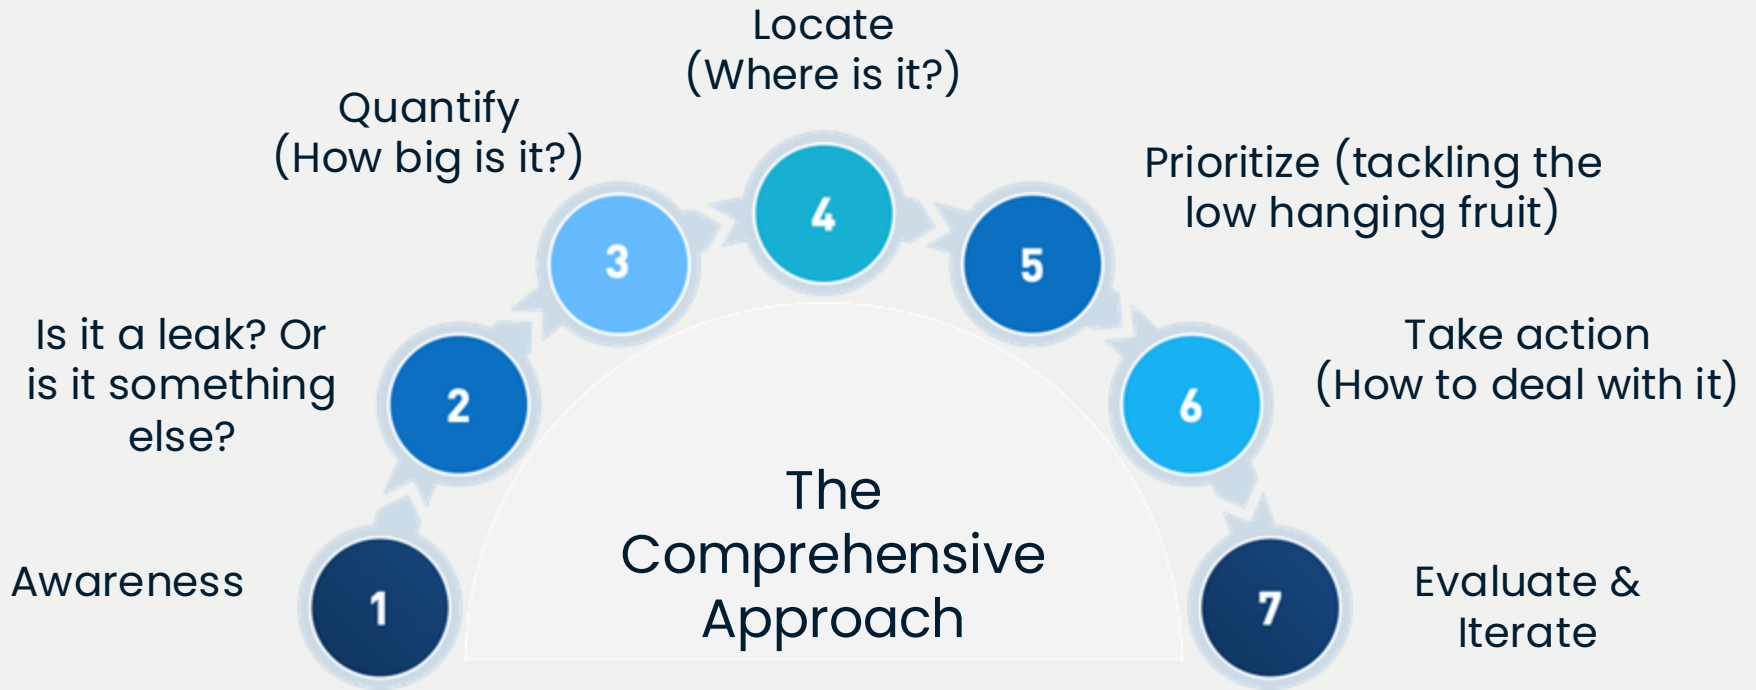 Awareness
1
Is it a leak? Or
is it something
else?
2
Quantify
(How big is it?)
3
Locate
(Where is it?)
4
Prioritize (tackling the
low hanging fruit)
5
Take action
(How to deal with it)
6
Evaluate &
Iterate
7
The
Comprehensive
Approach